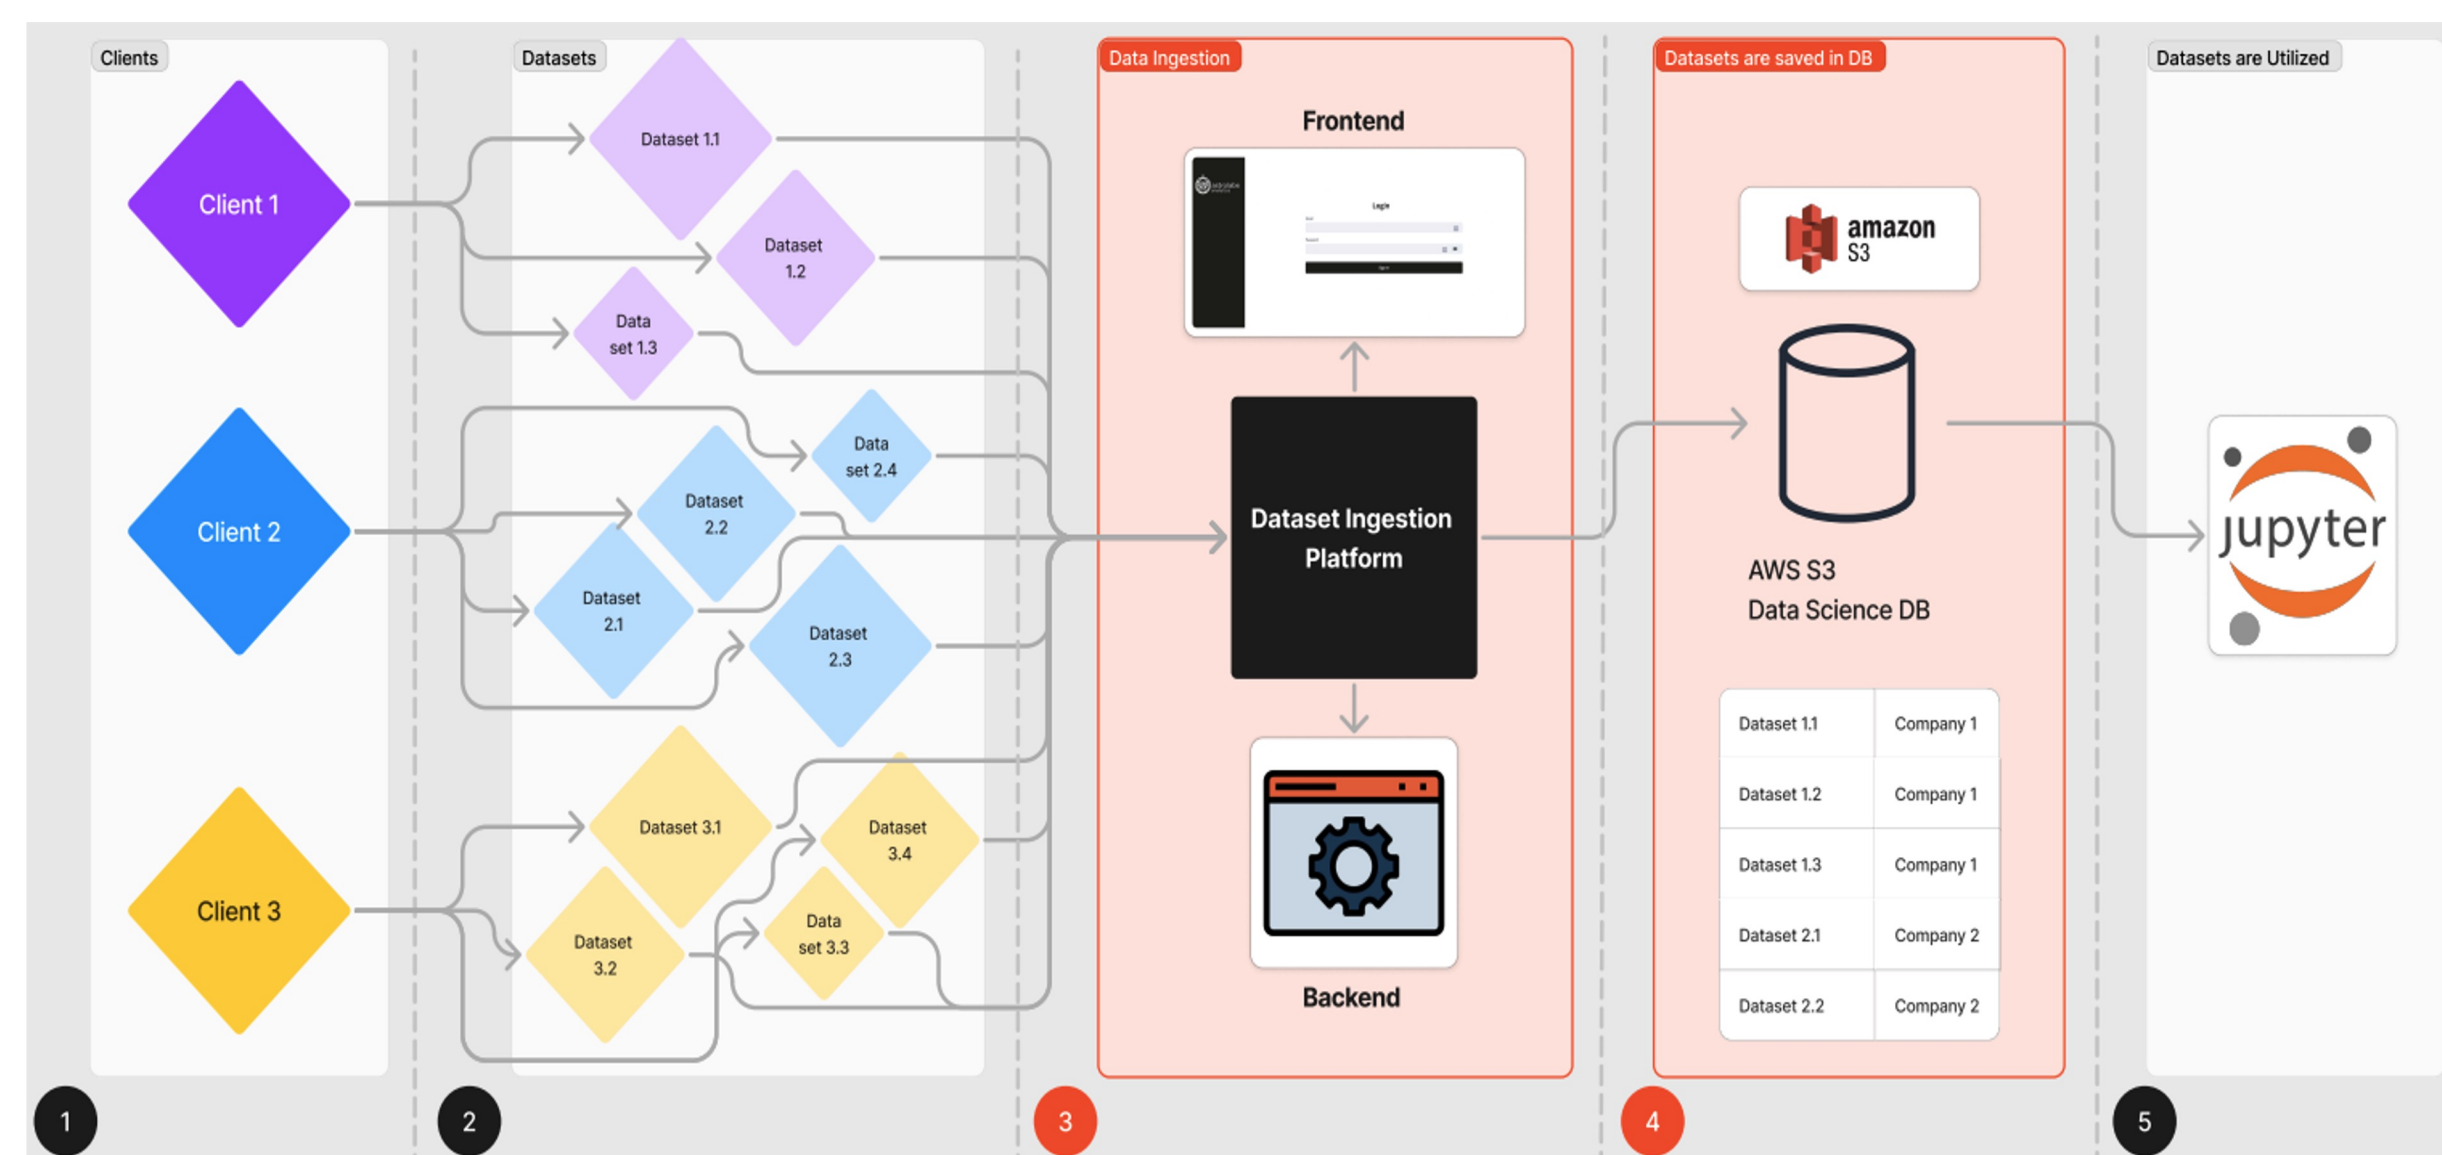 Clients
Datasets
Data Ingestion
Datasets are saved in DB
Datasets are Utilized
Client 1
Client 2
Client 3
Dataset 1.1
Dataset
1.2
Data
set 1.3
Data
set 2.4
Dataset
2.2
Dataset
2.1
Dataset
2.3
Dataset 3.1
Dataset
3.4
Dataset
3.2
Data
set 3.3
Frontend
Login
Dataset Ingestion
Platform
Backend
amazon
S3
AWS S3
Data Science DB
Dataset 1.1 Company 1
Dataset 1.2 Company 1
Dataset 1.3 Company 1
Dataset 2.1 Company 2
Dataset 2.2 Company 2
jupyter
1
2
3
4
5